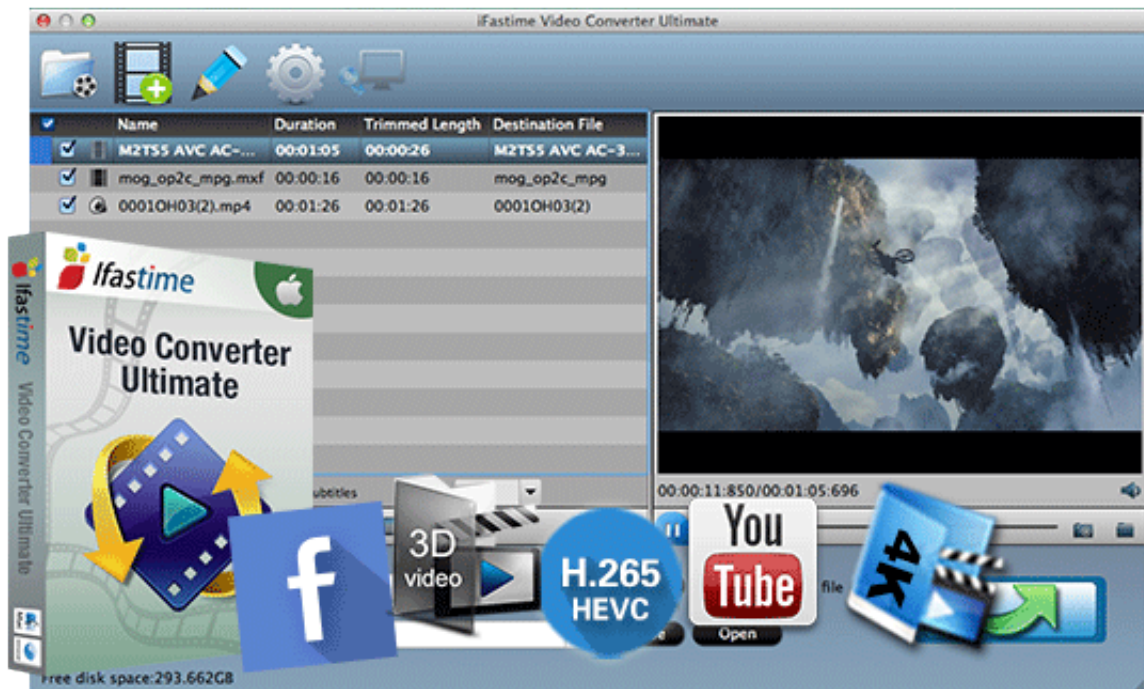 iFastime Video Converter Ultimate
Name Duration Trimmed Length Destination File
M2TS5 AVC AC-... 00:01:05 00:00:26 M2TS5 AVC AC-3...
mog_op2c_mpg.mxf 00:00:16 00:00:16 mog_op2c_mpg
0001OH03(2).mp4 00:01:26 00:01:26 0001OH03(2)
Ifastime
Video Converter
Ultimate
Ifastime Video Converter Ultimate
00:00:11:850/00:01:05:696
f
3D
video
H.265
HEVC
You
Tube
file
4K
Open
Free disk space:293.662GB